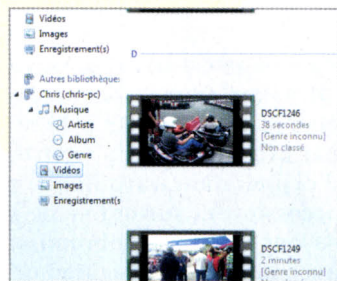 Vidéos
Images
Enregistrement(s)
D
Autres bibliothèque:
Chris (chris-pc)
Musique
Artiste
Album
Genre
Vidéos
Images
Enregistrement(s
DSCF1246
38 secondes
[Genre inconnu]
Non classé
DSCF1249
2 minutes
[Genre inconnu]